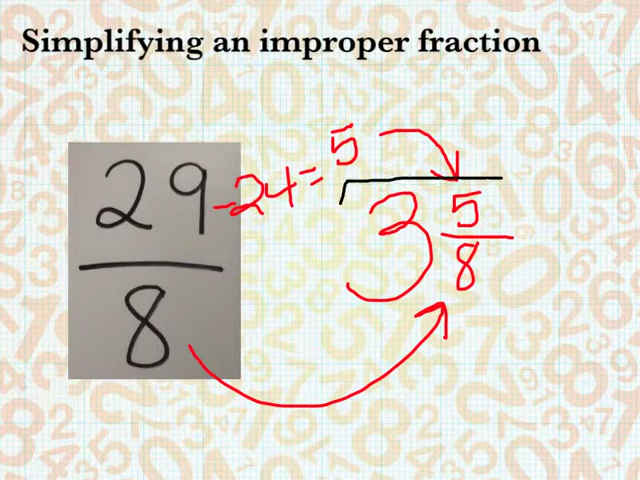 Simplifying an improper fraction
29 -24 = 5
8
3 5
8